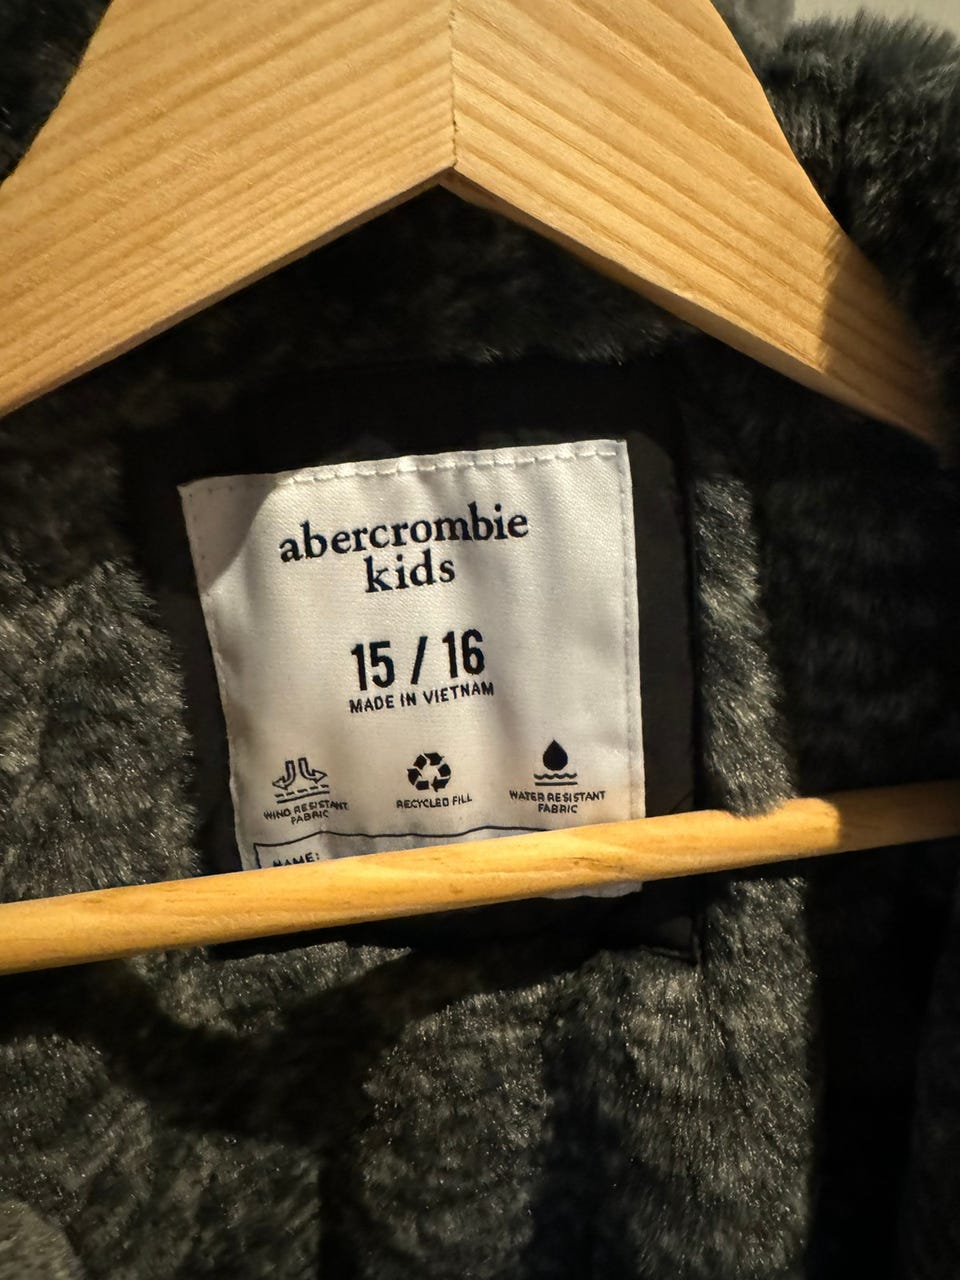 abercrombie
kids
15 / 16
MADE IN VIETNAM
WIND RESISTANT
FABRIC
RECYCLED FILL
WATER RESISTANT
FABRIC
NAME: